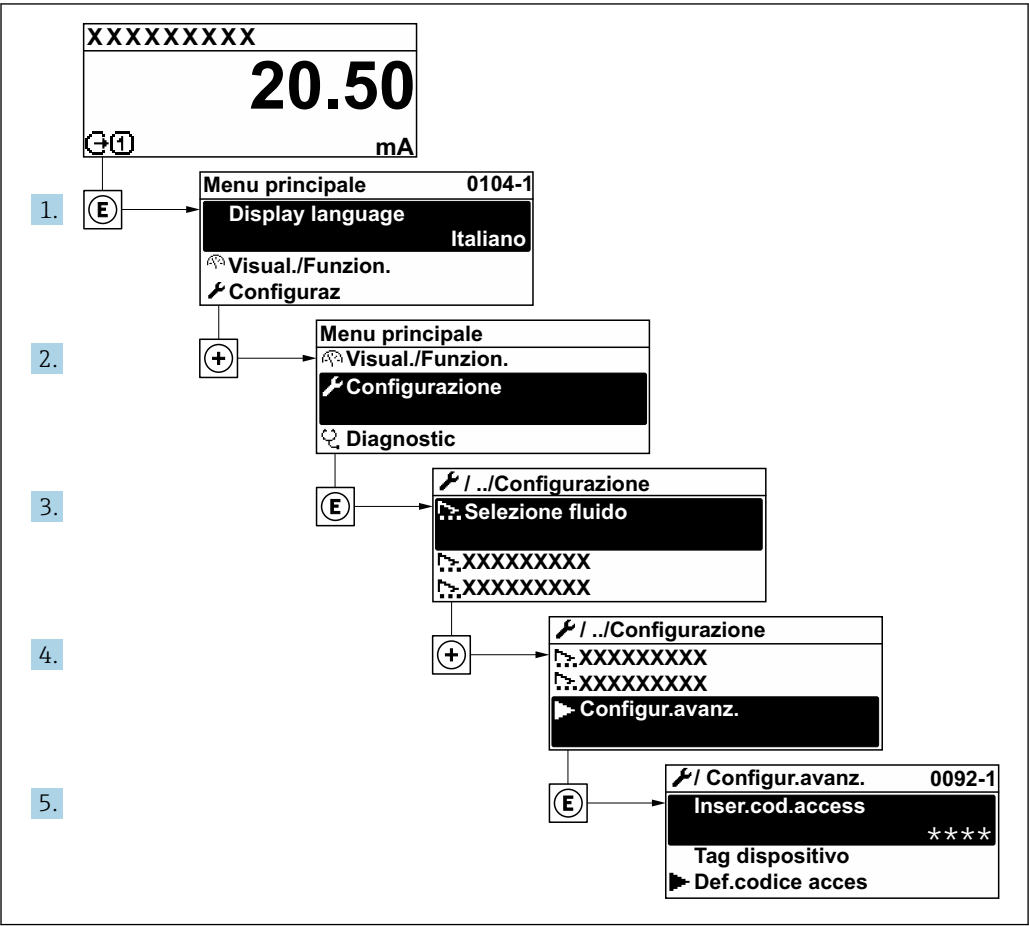 XXXXXXXXX
20.50
1 mA
1. E Menu principale 0104-1
Display language
Italiano
Visual./Funzion.
Configuraz
2. + Menu principale
Visual./Funzion.
Configurazione
Diagnostic
3. E / ../Configurazione
Selezione fluido
XXXXXXXXX
XXXXXXXXX
4. + / ../Configurazione
XXXXXXXXX
XXXXXXXXX
Configur.avanz.
5. E / Configur.avanz. 0092-1
Inser.cod.access
****
Tag dispositivo
Def.codice acces